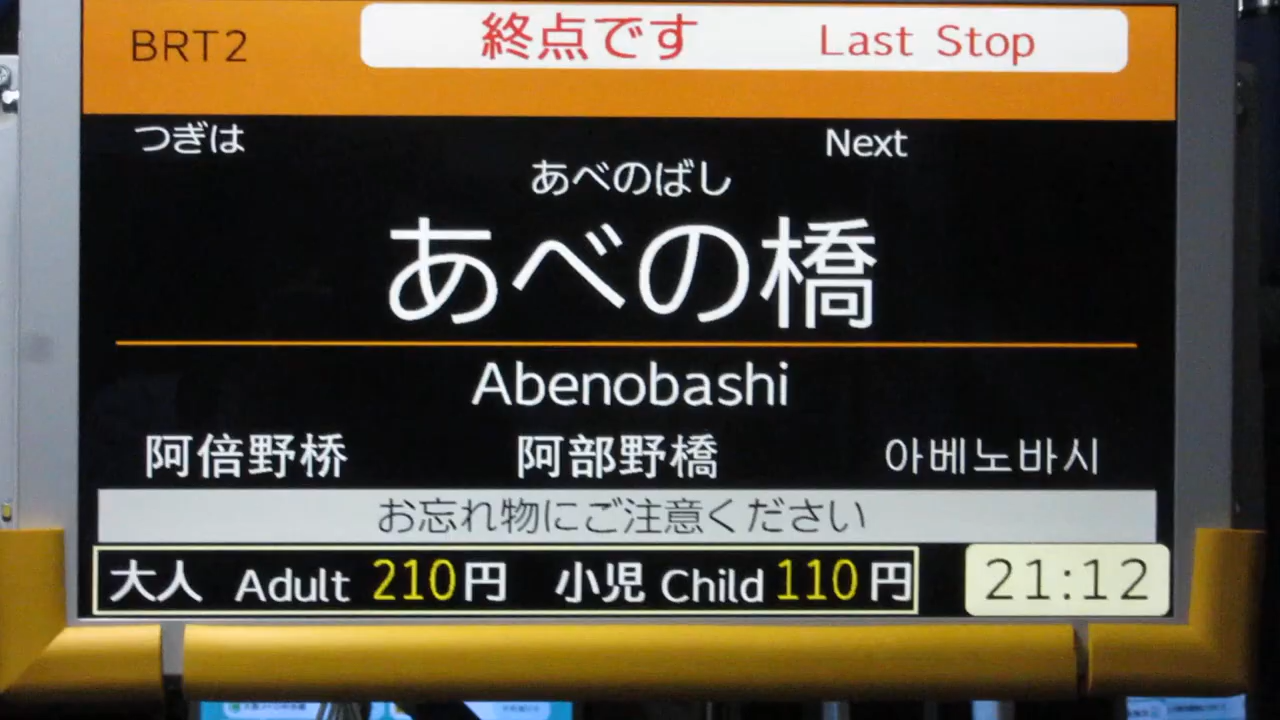 BRT2 終点です Last Stop
つぎは Next
あべのばし
あべの橋
Abenobashi
阿倍野桥 阿部野橋 아베노바시
お忘れ物にご注意ください
大人 Adult 210円 小児 Child 110円 21:12